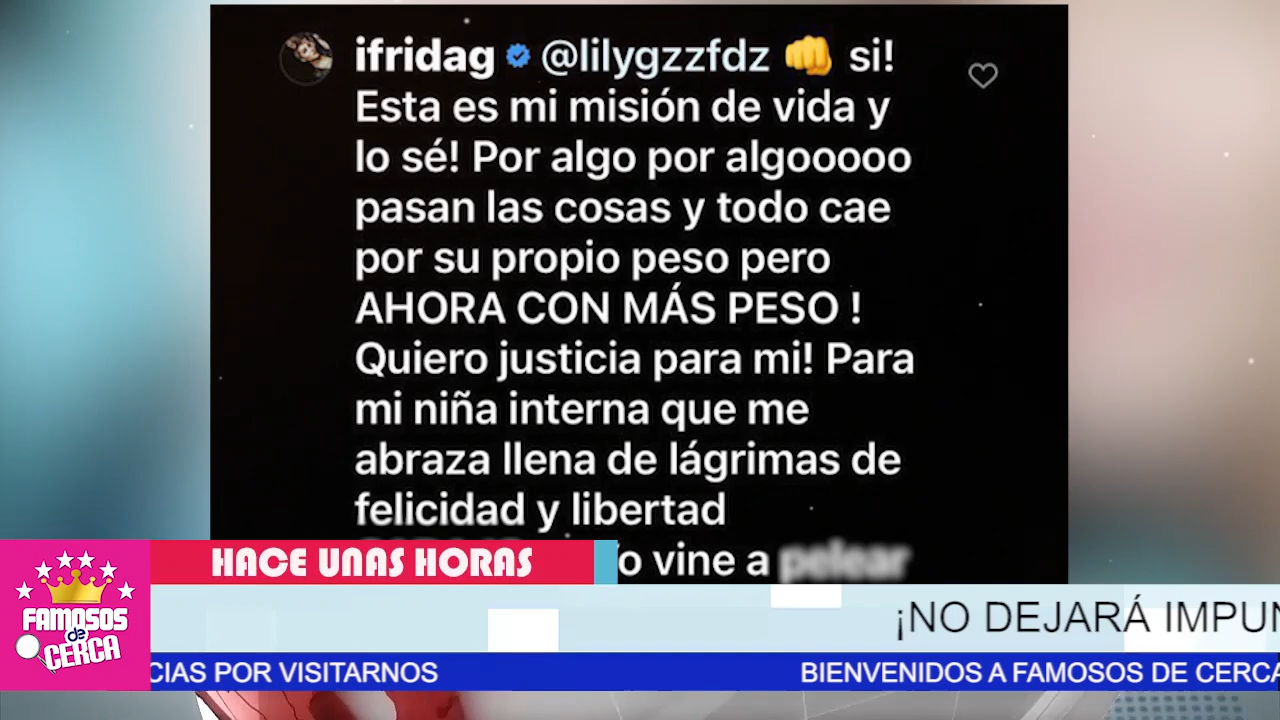 ifridag @lilygzzfdz 👊 si!
Esta es mi misión de vida y
lo sé! Por algo por algooooo
pasan las cosas y todo cae
por su propio peso pero
AHORA CON MÁS PESO !
Quiero justicia para mi! Para
mi niña interna que me
abraza llena de lágrimas de
felicidad y libertad
o vine a pelear
HACE UNAS HORAS
FAMOSOS
de
CERCA
¡NO DEJARÁ IMPUN
CIAS POR VISITARNOS
BIENVENIDOS A FAMOSOS DE CERCA